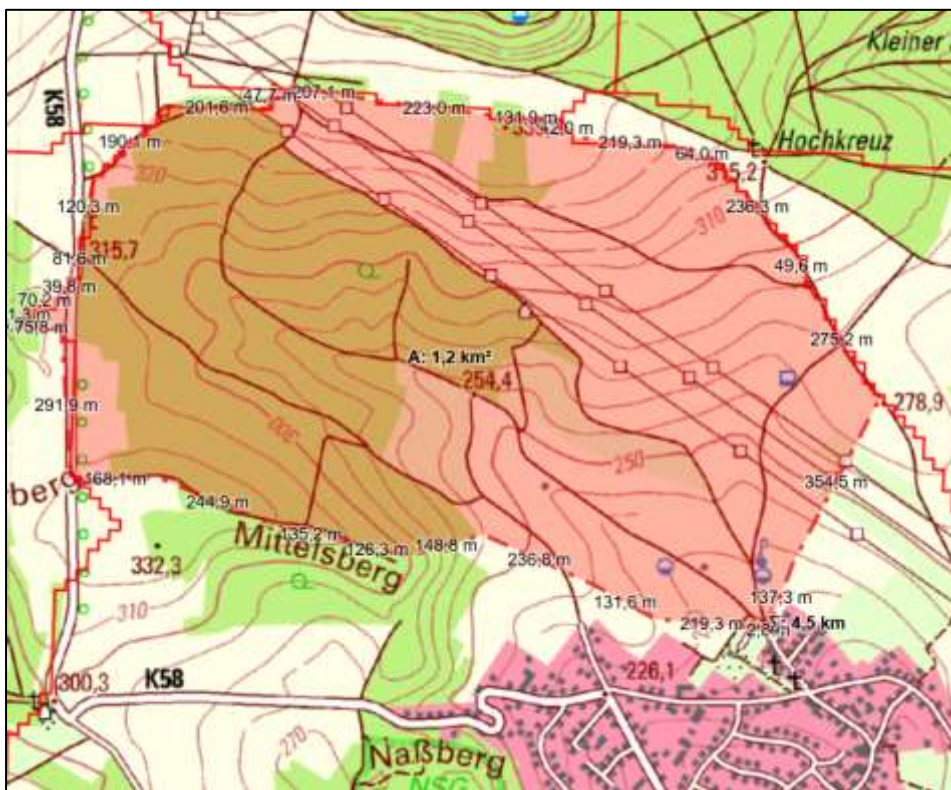 Kleiner
K58
47,7 m
207,1 m
201,6 m
223,0 m
131,9 m
219,3 m
Hochkreuz
190,1 m
64,0 m
315,2
320
120,3 m
236,3 m
310
315,7
81,6 m
49,6 m
39,8 m
70,2 m
75,8 m
275,2 m
A: 1,2 km²
254,4
291,9 m
278,9
300
250
168,1 m
354,5 m
berg
244,9 m
135,2 m
126,3 m
148,8 m
Mittelsberg
236,8 m
332,3
310
131,6 m
137,3 m
219,3 m
4,5 km
300,3
K58
226,1
270
Naßberg
NSG